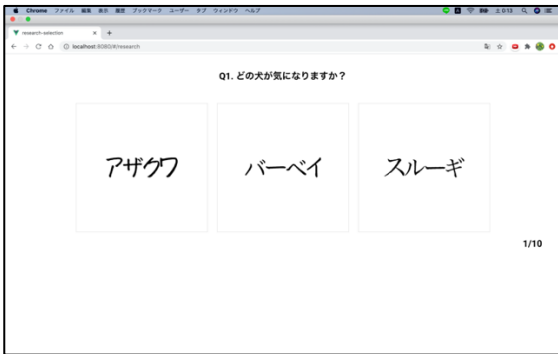 Chrome ファイル 編集 表示 履歴 ブックマーク ユーザー タブ ウィンドウ ヘルプ
research-selection
localhost:8080/#/research
Q1. どの犬が気になりますか？
アザワク
バーベイ
スルーギ
1/10